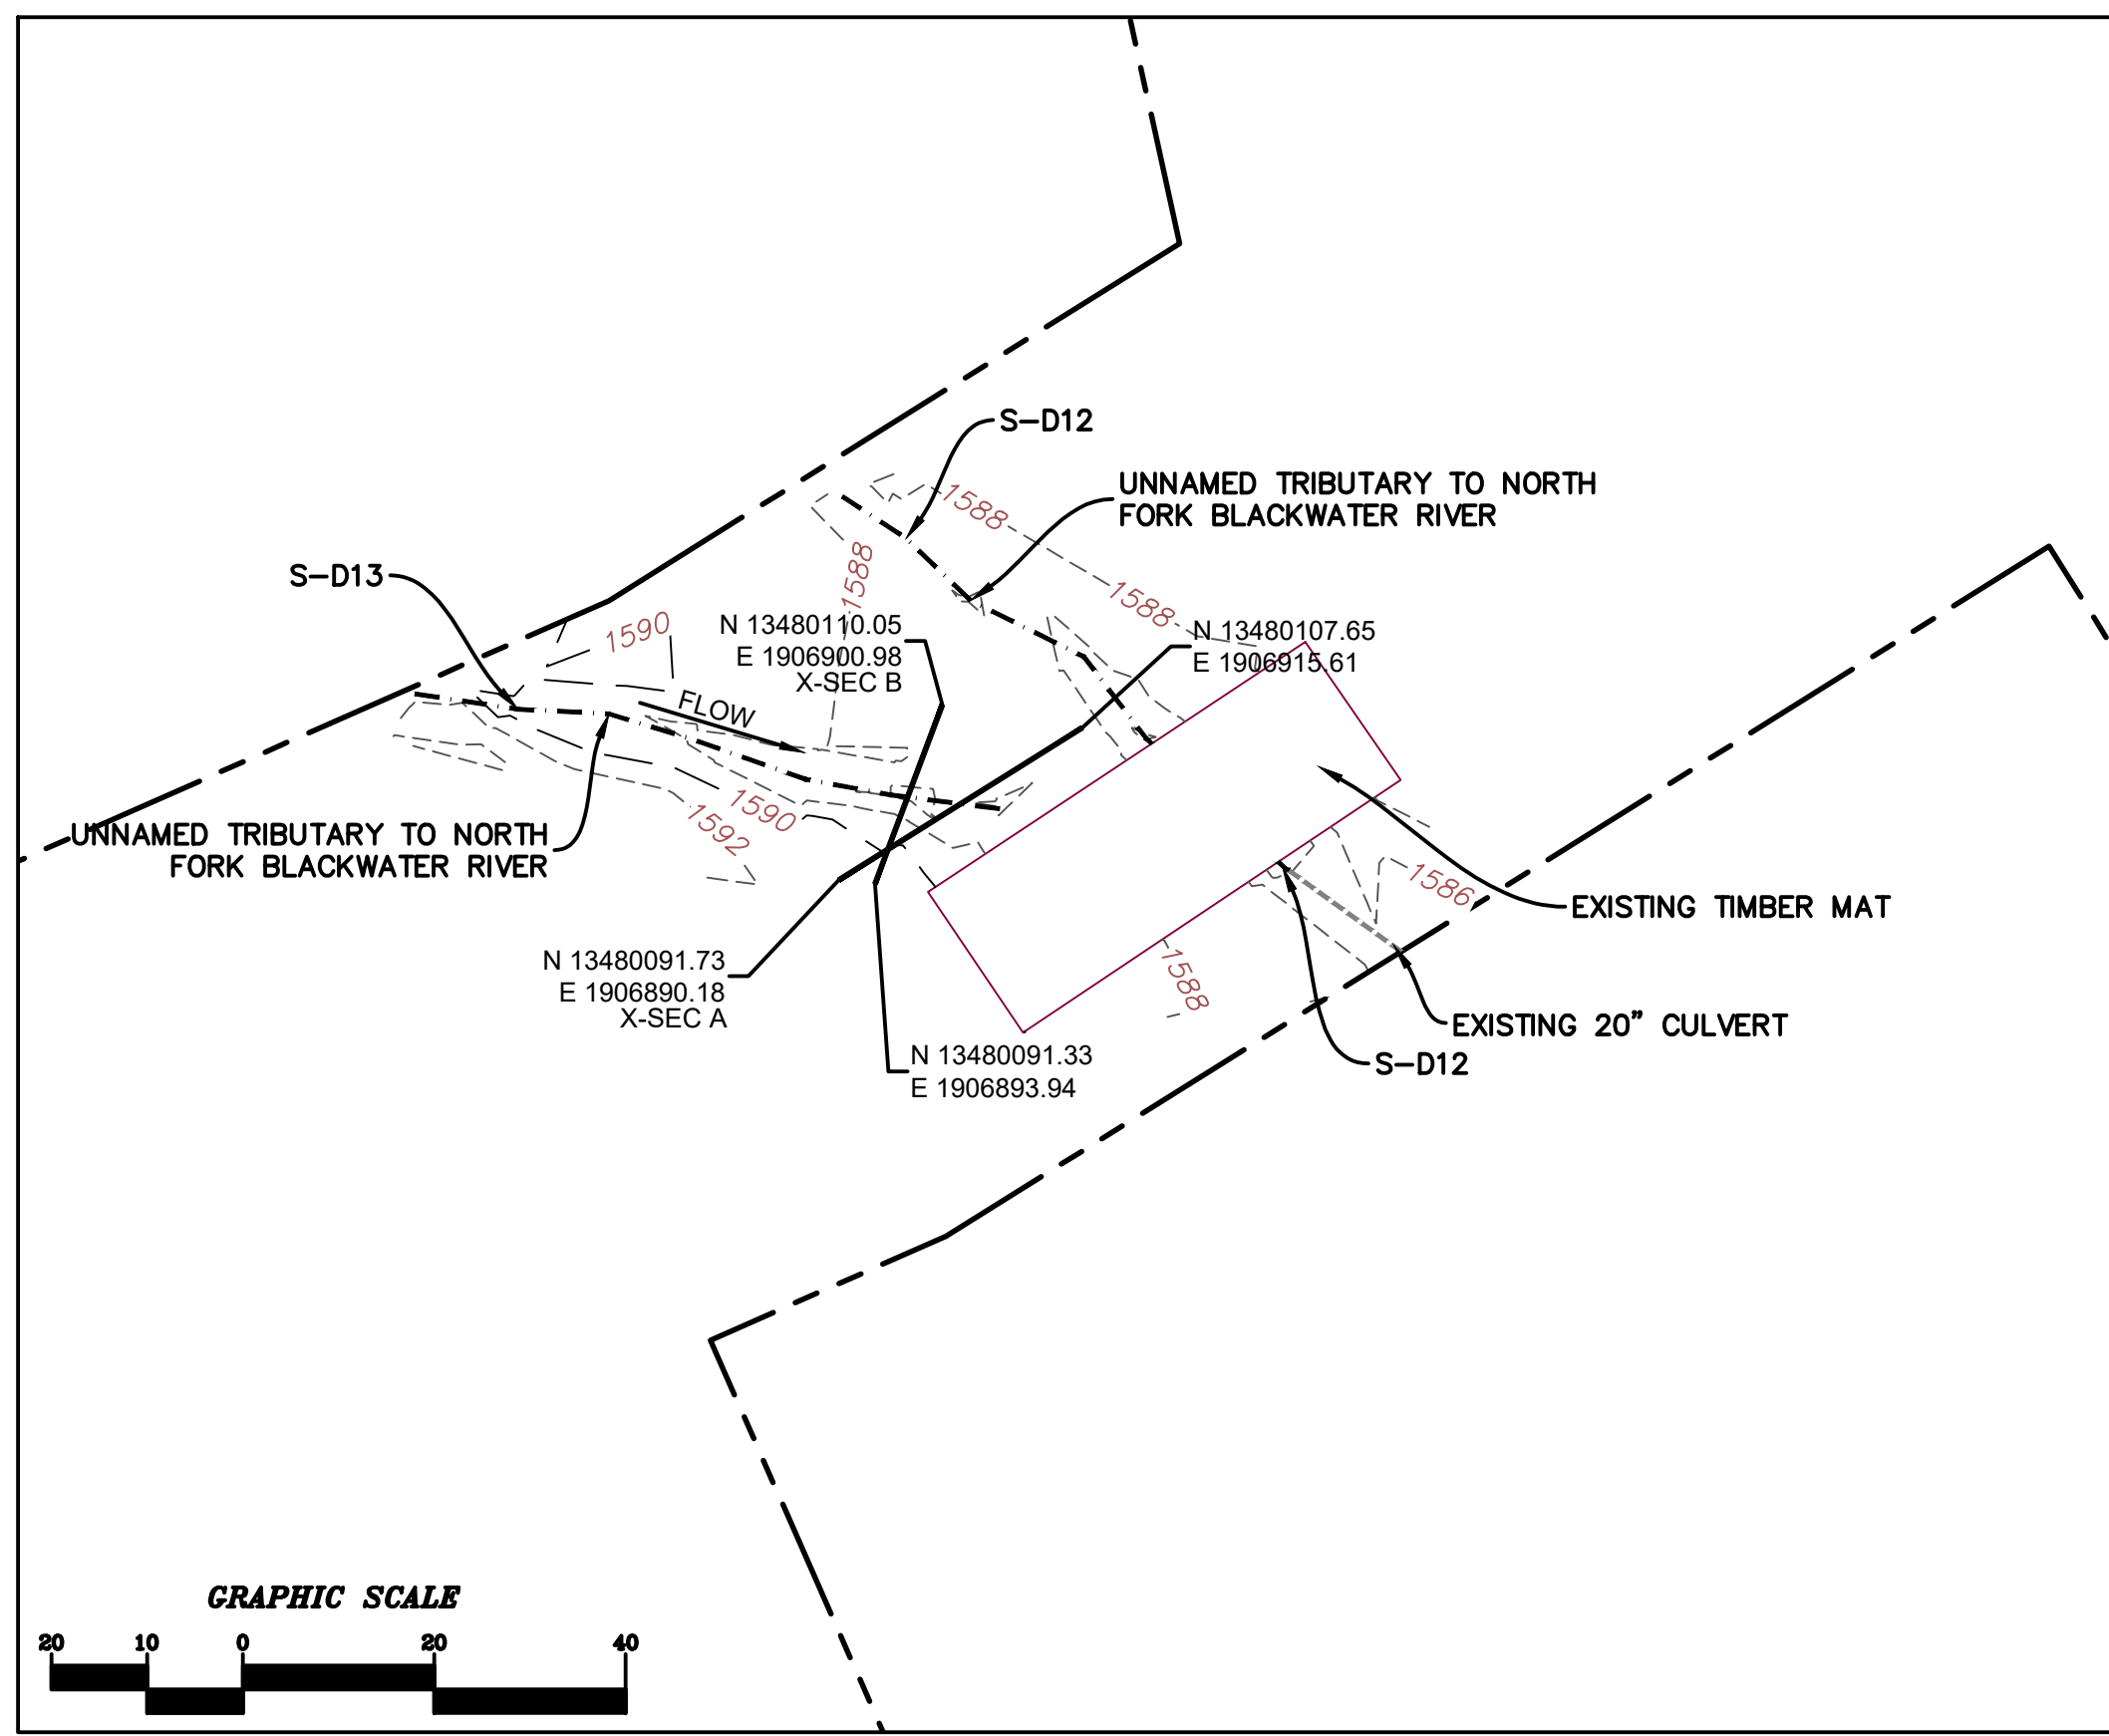 S-D12
UNNAMED TRIBUTARY TO NORTH
FORK BLACKWATER RIVER
1588
1588
1588
S-D13
1590
N 13480110.05
E 1906900.98
X-SEC B
N 13480107.65
E 1906915.61
FLOW
UNNAMED TRIBUTARY TO NORTH
FORK BLACKWATER RIVER
1590
1592
1586
EXISTING TIMBER MAT
N 13480091.73
E 1906890.18
X-SEC A
1588
EXISTING 20" CULVERT
S-D12
N 13480091.33
E 1906893.94
GRAPHIC SCALE
20 10 0 20 40